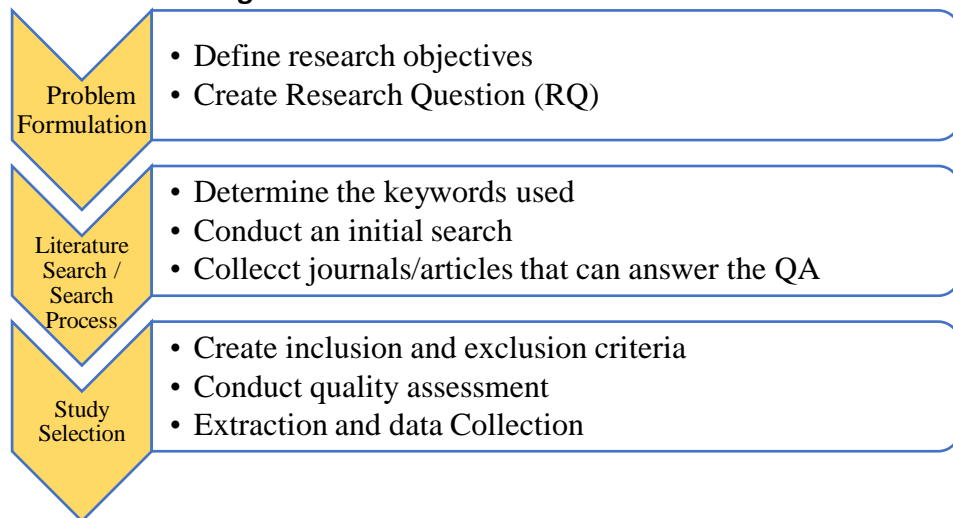 Problem
Formulation
• Define research objectives
• Create Research Question (RQ)
Literature
Search /
Search
Process
• Determine the keywords used
• Conduct an initial search
• Collecct journals/articles that can answer the QA
Study
Selection
• Create inclusion and exclusion criteria
• Conduct quality assessment
• Extraction and data Collection